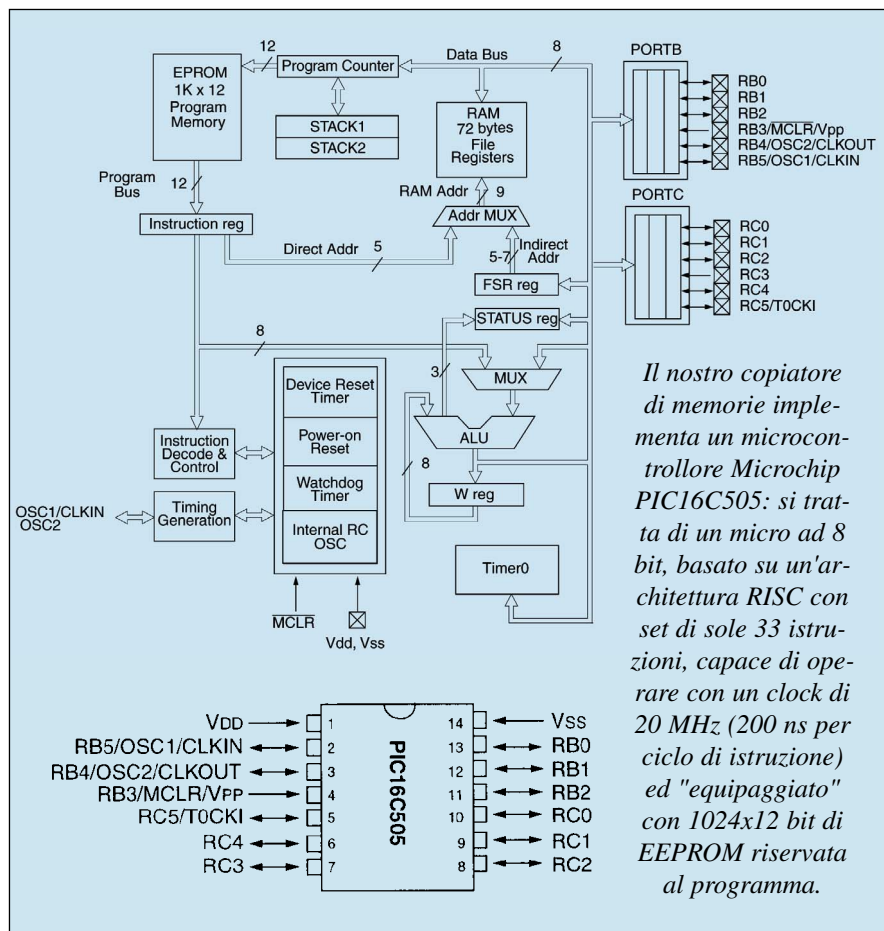 12
Program Counter
Data Bus
8
EPROM
1K x 12
Program
Memory
STACK1
STACK2
RAM
72 bytes
File
Registers
Program
Bus
12
RAM Addr
9
Instruction reg
Addr MUX
Direct Addr
5
5-7
Indirect
Addr
FSR reg
STATUS reg
8
3
MUX
Device Reset
Timer
Power-on
Reset
Watchdog
Timer
Internal RC
OSC
Instruction
Decode &
Control
ALU
8
W reg
OSC1/CLKIN
OSC2
Timing
Generation
Timer0
MCLR
Vdd, Vss
PORTB
RB0
RB1
RB2
RB3/MCLR/Vpp
RB4/OSC2/CLKOUT
RB5/OSC1/CLKIN
PORTC
RC0
RC1
RC2
RC3
RC4
RC5/T0CKI
Il nostro copiatore
di memorie imple-
menta un microcon-
trollore Microchip
PIC16C505: si trat-
ta di un micro ad 8
bit, basato su un'ar-
chitettura RISC con
set di sole 33 istru-
zioni, capace di ope-
rare con un clock di
20 MHz (200 ns per
ciclo di istruzione)
ed "equipaggiato"
con 1024x12 bit di
EEPROM riservata
al programma.
VDD
RB5/OSC1/CLKIN
RB4/OSC2/CLKOUT
RB3/MCLR/VPP
RC5/T0CKI
RC4
RC3
1
2
3
4
5
6
7
PIC16C505
14
13
12
11
10
9
8
VSS
RB0
RB1
RB2
RC0
RC1
RC2